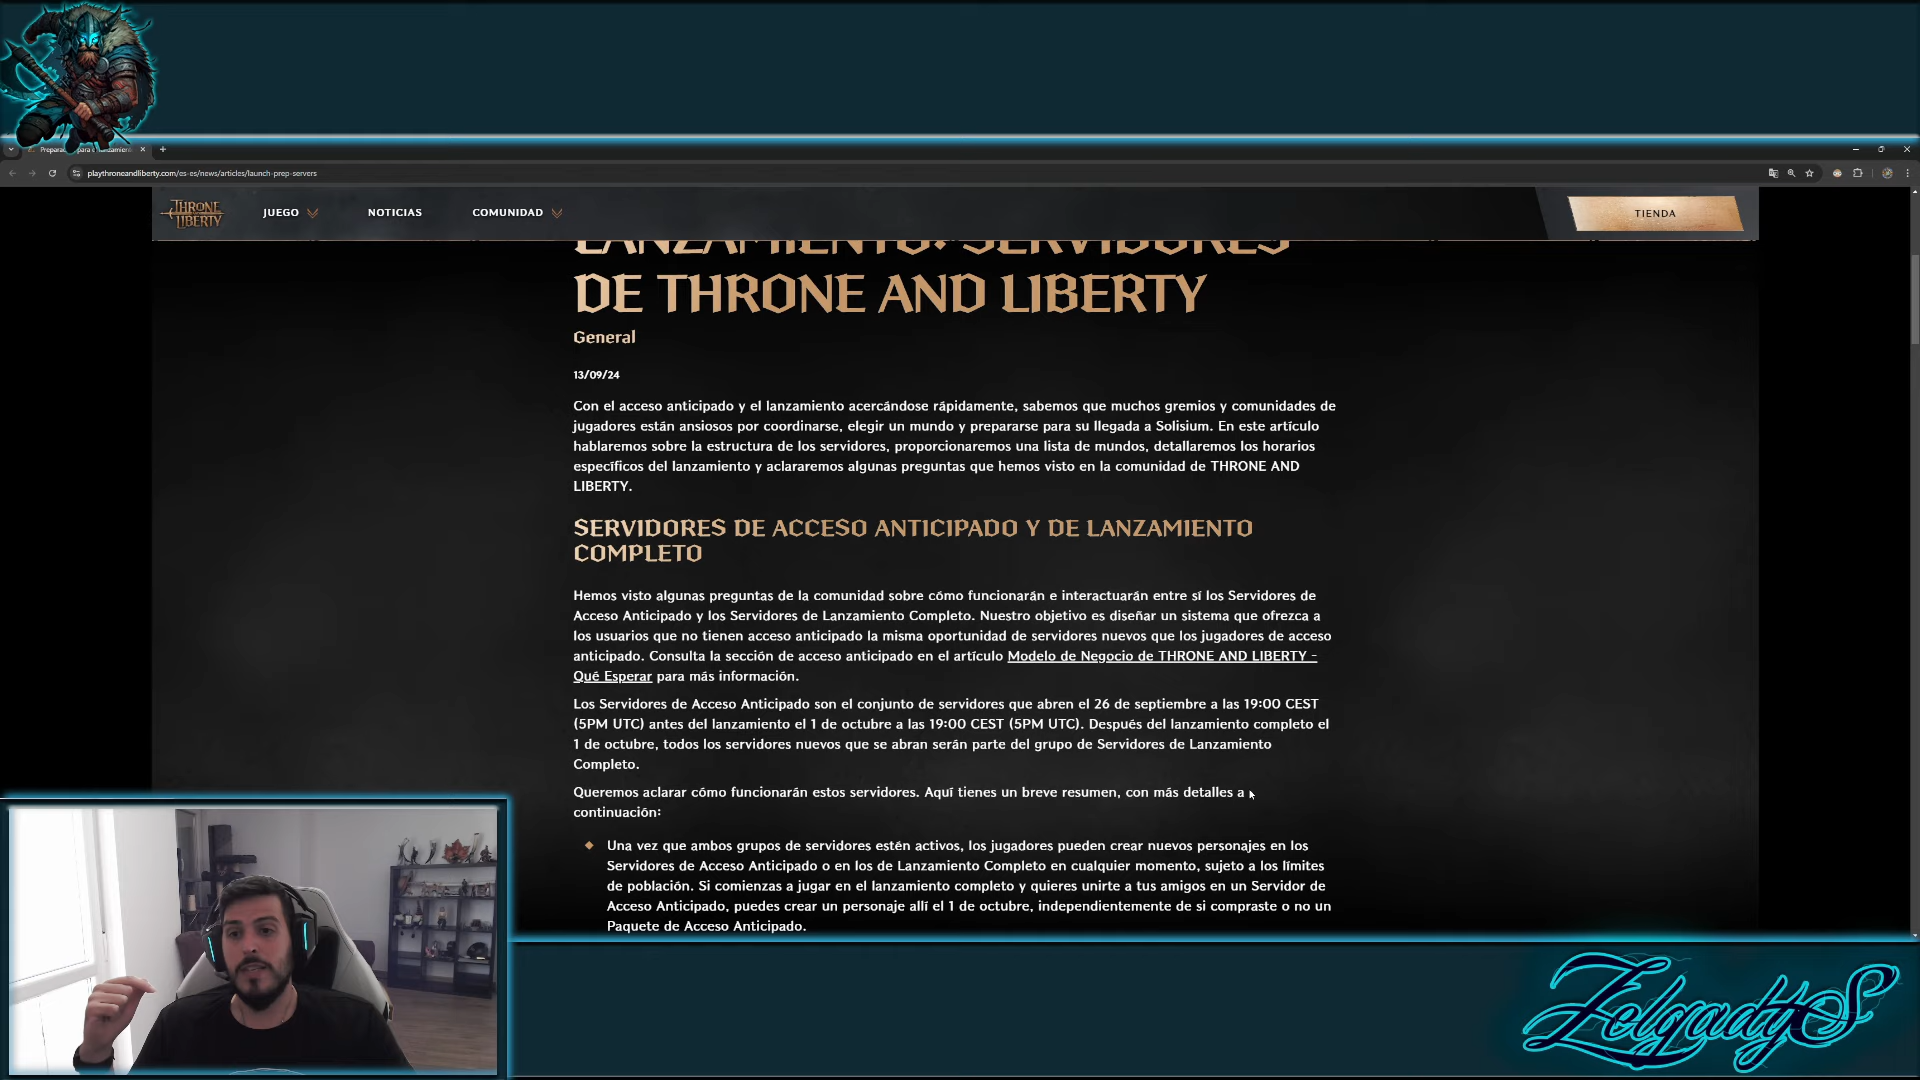 Preparac para el lanzamien
playthroneandliberty.com/es-es/news/articles/launch-prep-servers
THRONE
LIBERTY
JUEGO
NOTICIAS
COMUNIDAD
TIENDA
LANZAMIENTO: SERVIDORES
DE THRONE AND LIBERTY
General
13/09/24
Con el acceso anticipado y el lanzamiento acercándose rápidamente, sabemos que muchos gremios y comunidades de
jugadores están ansiosos por coordinarse, elegir un mundo y prepararse para su llegada a Solisium. En este artículo
hablaremos sobre la estructura de los servidores, proporcionaremos una lista de mundos, detallaremos los horarios
específicos del lanzamiento y aclararemos algunas preguntas que hemos visto en la comunidad de THRONE AND
LIBERTY.
SERVIDORES DE ACCESO ANTICIPADO Y DE LANZAMIENTO
COMPLETO
Hemos visto algunas preguntas de la comunidad sobre cómo funcionarán e interactuarán entre sí los Servidores de
Acceso Anticipado y los Servidores de Lanzamiento Completo. Nuestro objetivo es diseñar un sistema que ofrezca a
los usuarios que no tienen acceso anticipado la misma oportunidad de servidores nuevos que los jugadores de acceso
anticipado. Consulta la sección de acceso anticipado en el artículo Modelo de Negocio de THRONE AND LIBERTY -
Qué Esperar para más información.
Los Servidores de Acceso Anticipado son el conjunto de servidores que abren el 26 de septiembre a las 19:00 CEST
(5PM UTC) antes del lanzamiento el 1 de octubre a las 19:00 CEST (5PM UTC). Después del lanzamiento completo el
1 de octubre, todos los servidores nuevos que se abran serán parte del grupo de Servidores de Lanzamiento
Completo.
Queremos aclarar cómo funcionarán estos servidores. Aquí tienes un breve resumen, con más detalles a
continuación:
Una vez que ambos grupos de servidores estén activos, los jugadores pueden crear nuevos personajes en los
Servidores de Acceso Anticipado o en los de Lanzamiento Completo en cualquier momento, sujeto a los límites
de población. Si comienzas a jugar en el lanzamiento completo y quieres unirte a tus amigos en un Servidor de
Acceso Anticipado, puedes crear un personaje allí el 1 de octubre, independientemente de si compraste o no un
Paquete de Acceso Anticipado.
ZelgadyS